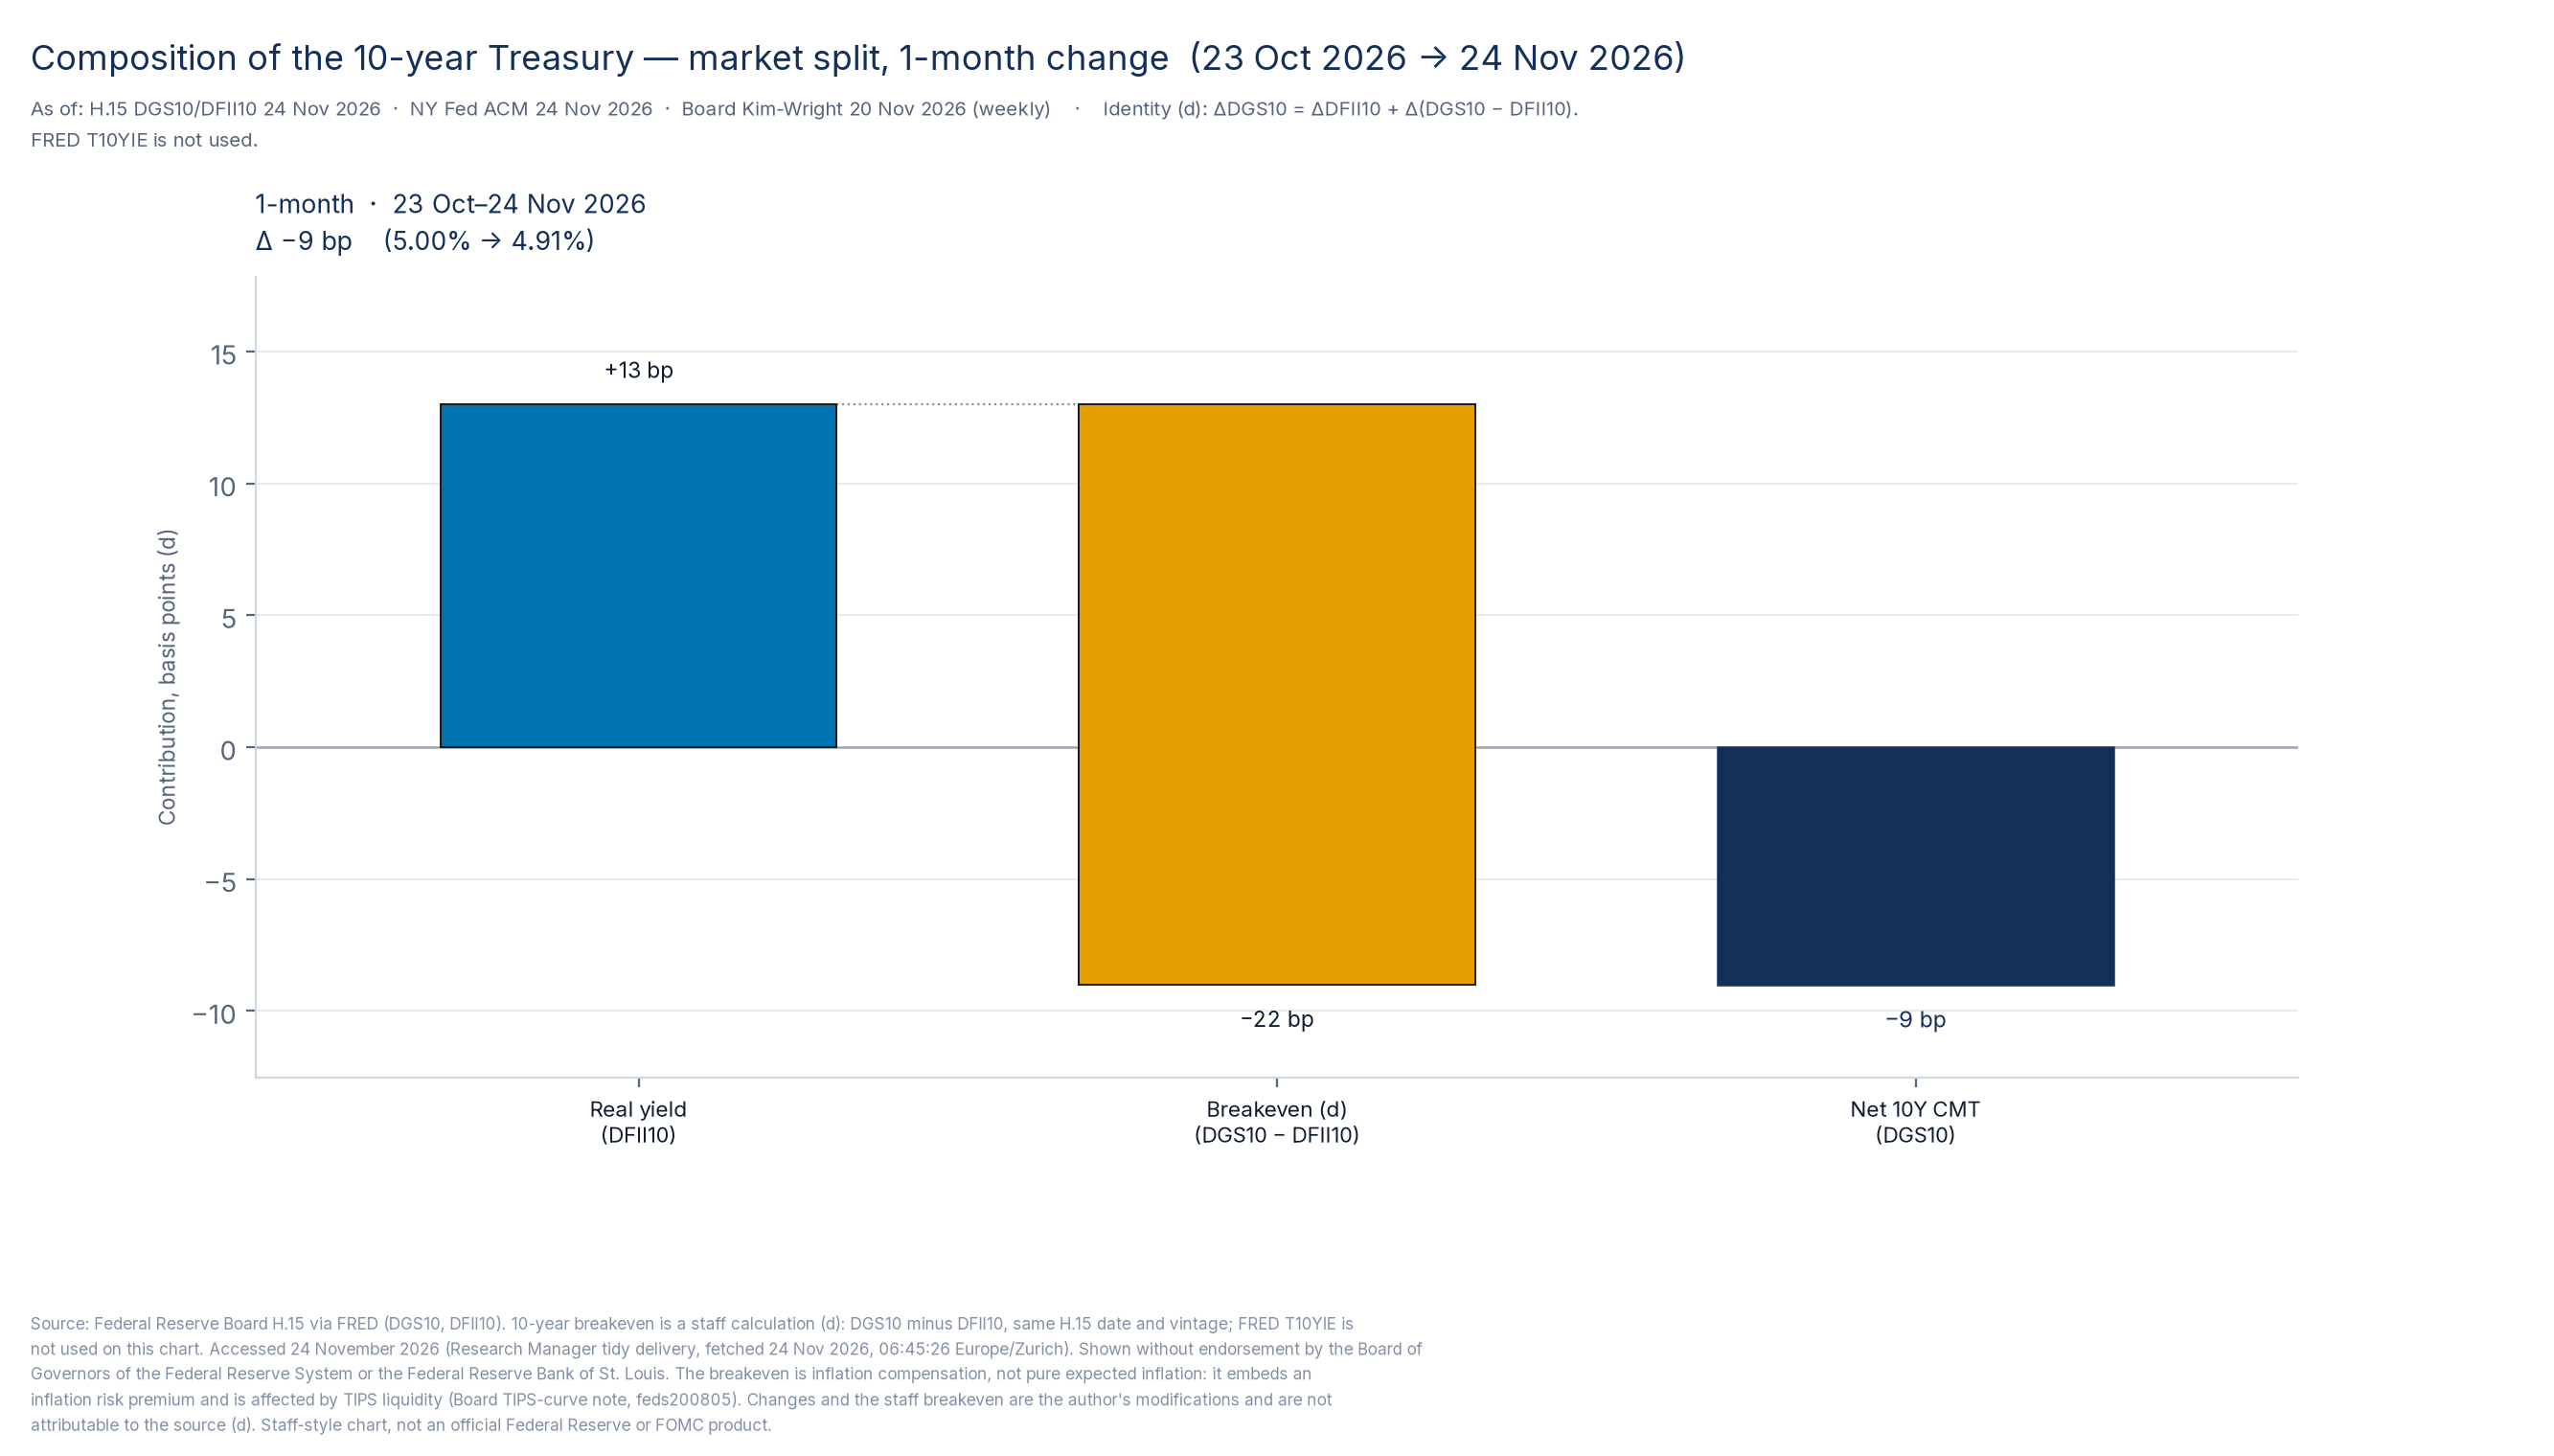 Composition of the 10-year Treasury — market split, 1-month change  (23 Oct 2026 → 24 Nov 2026)
As of: H.15 DGS10/DFII10 24 Nov 2026  ·  NY Fed ACM 24 Nov 2026  ·  Board Kim-Wright 20 Nov 2026 (weekly)    ·    Identity (d): ΔDGS10 = ΔDFII10 + Δ(DGS10 − DFII10).
FRED T10YIE is not used.
1-month  ·  23 Oct–24 Nov 2026
Δ −9 bp    (5.00% → 4.91%)
Contribution, basis points (d)
15
10
5
0
−5
−10
+13 bp
−22 bp
−9 bp
Real yield
(DFII10)
Breakeven (d)
(DGS10 − DFII10)
Net 10Y CMT
(DGS10)
Source: Federal Reserve Board H.15 via FRED (DGS10, DFII10). 10-year breakeven is a staff calculation (d): DGS10 minus DFII10, same H.15 date and vintage; FRED T10YIE is
not used on this chart. Accessed 24 November 2026 (Research Manager tidy delivery, fetched 24 Nov 2026, 06:45:26 Europe/Zurich). Shown without endorsement by the Board of
Governors of the Federal Reserve System or the Federal Reserve Bank of St. Louis. The breakeven is inflation compensation, not pure expected inflation: it embeds an
inflation risk premium and is affected by TIPS liquidity (Board TIPS-curve note, feds200805). Changes and the staff breakeven are the author's modifications and are not
attributable to the source (d). Staff-style chart, not an official Federal Reserve or FOMC product.